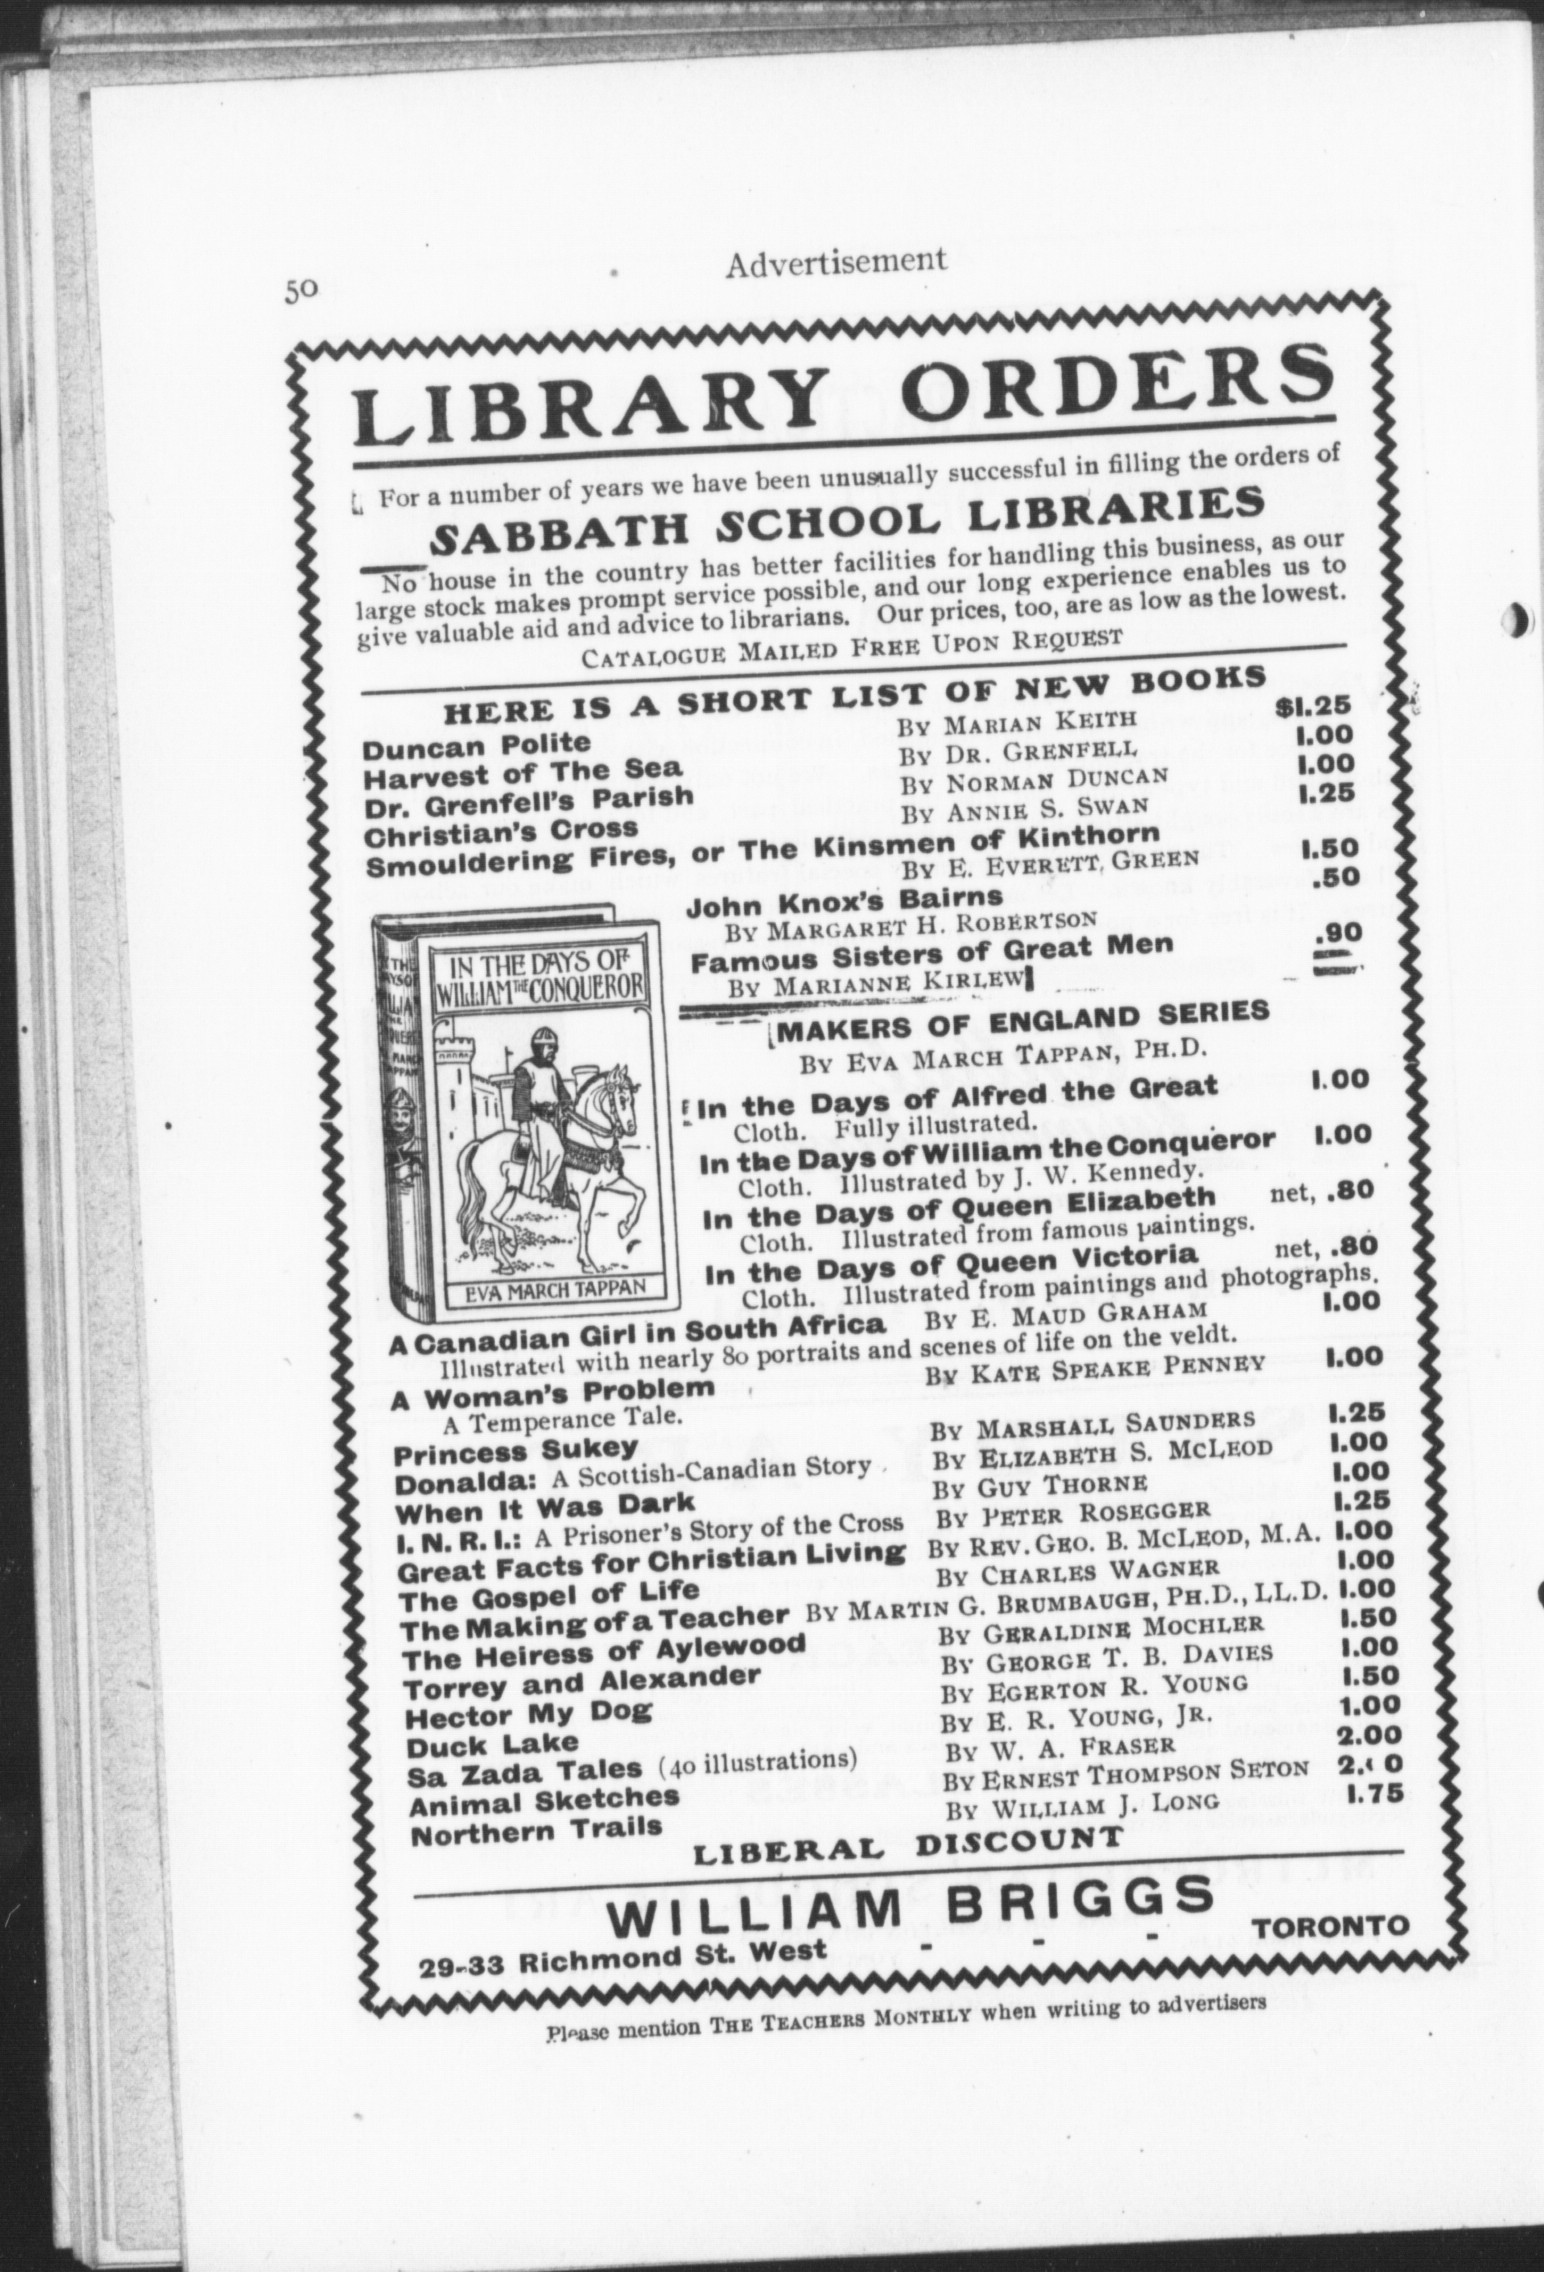 50
Advertisement
LIBRARY ORDERS
For a number of years we have been unusually successful in filling the orders of
SABBATH SCHOOL LIBRARIES
No house in the country has better facilities for handling this business, as our
large stock makes prompt service possible, and our long experience enables us to
give valuable aid and advice to librarians. Our prices, too, are as low as the lowest.
CATALOGUE MAILED FREE UPON REQUEST
HERE IS A SHORT LIST OF NEW BOOKS
Duncan Polite BY MARIAN KEITH $1.25
Harvest of The Sea BY DR. GRENFELL 1.00
Dr. Grenfell's Parish BY NORMAN DUNCAN 1.00
Christian's Cross BY ANNIE S. SWAN 1.25
Smouldering Fires, or The Kinsmen of Kinthorn
BY E. EVERETT GREEN 1.50
John Knox's Bairns .50
BY MARGARET H. ROBERTSON
Famous Sisters of Great Men .90
BY MARIANNE KIRLEW
IN THE DAYS OF
WILLIAM THE CONQUEROR
EVA MARCH TAPPAN
MAKERS OF ENGLAND SERIES
BY EVA MARCH TAPPAN, PH.D.
In the Days of Alfred the Great 1.00
Cloth. Fully illustrated.
In the Days of William the Conqueror 1.00
Cloth. Illustrated by J. W. Kennedy.
In the Days of Queen Elizabeth net, .80
Cloth. Illustrated from famous paintings.
In the Days of Queen Victoria net, .80
Cloth. Illustrated from paintings and photographs.
A Canadian Girl in South Africa BY E. MAUD GRAHAM 1.00
Illustrated with nearly 80 portraits and scenes of life on the veldt.
A Woman's Problem BY KATE SPEAKE PENNEY 1.00
A Temperance Tale.
Princess Sukey BY MARSHALL SAUNDERS 1.25
Donalda: A Scottish-Canadian Story BY ELIZABETH S. MCLEOD 1.00
When It Was Dark BY GUY THORNE 1.00
I. N. R. I.: A Prisoner's Story of the Cross BY PETER ROSEGGER 1.25
Great Facts for Christian Living BY REV. GEO. B. MCLEOD, M.A. 1.00
The Gospel of Life BY CHARLES WAGNER 1.00
The Making of a Teacher BY MARTIN G. BRUMBAUGH, PH.D., LL.D. 1.00
The Heiress of Aylewood BY GERALDINE MOCHLER 1.50
Torrey and Alexander BY GEORGE T. B. DAVIES 1.00
Hector My Dog BY EGERTON R. YOUNG 1.50
Duck Lake BY E. R. YOUNG, JR. 1.00
Sa Zada Tales (40 illustrations) BY W. A. FRASER 2.00
Animal Sketches BY ERNEST THOMPSON SETON
Northern Trails BY WILLIAM J. LONG 1.75
LIBERAL DISCOUNT
WILLIAM BRIGGS
29-33 Richmond St. West - - - TORONTO
Please mention THE TEACHERS MONTHLY when writing to advertisers